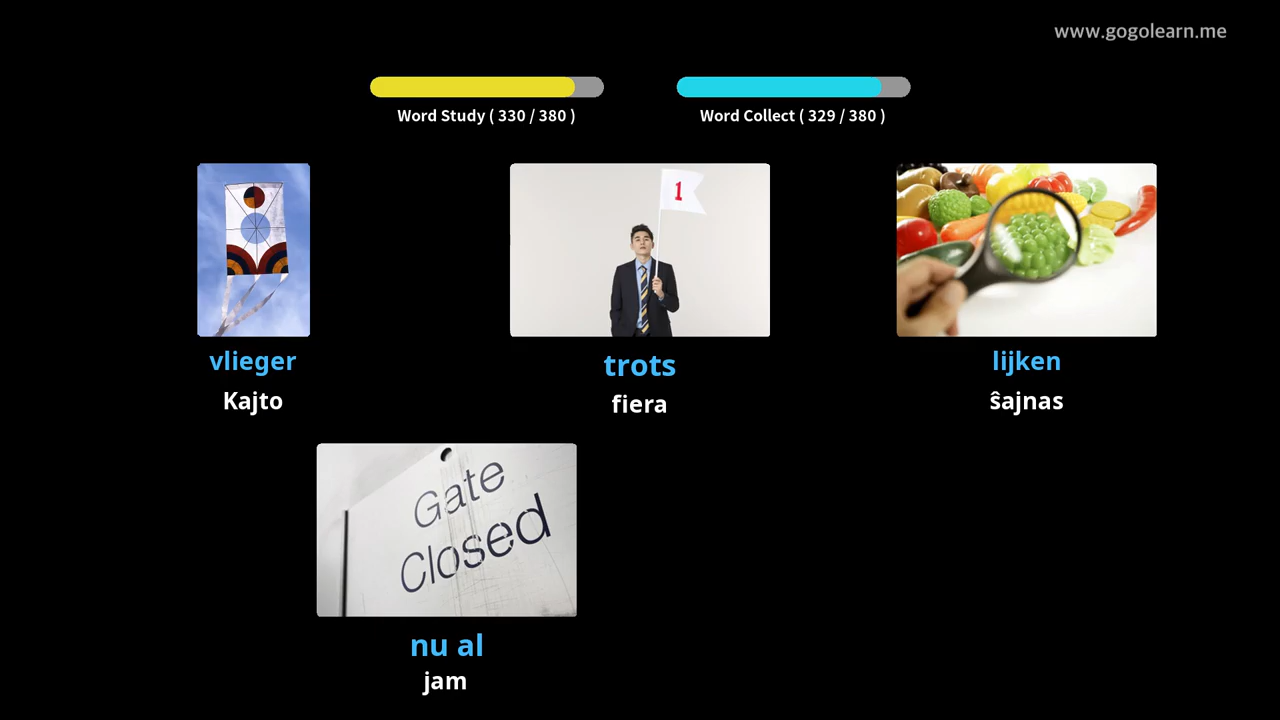 www.gogolearn.me
Word Study ( 330 / 380 )
Word Collect ( 329 / 380 )
1
vlieger
Kajto
trots
fiera
lijken
ŝajnas
Gate
Closed
nu al
jam